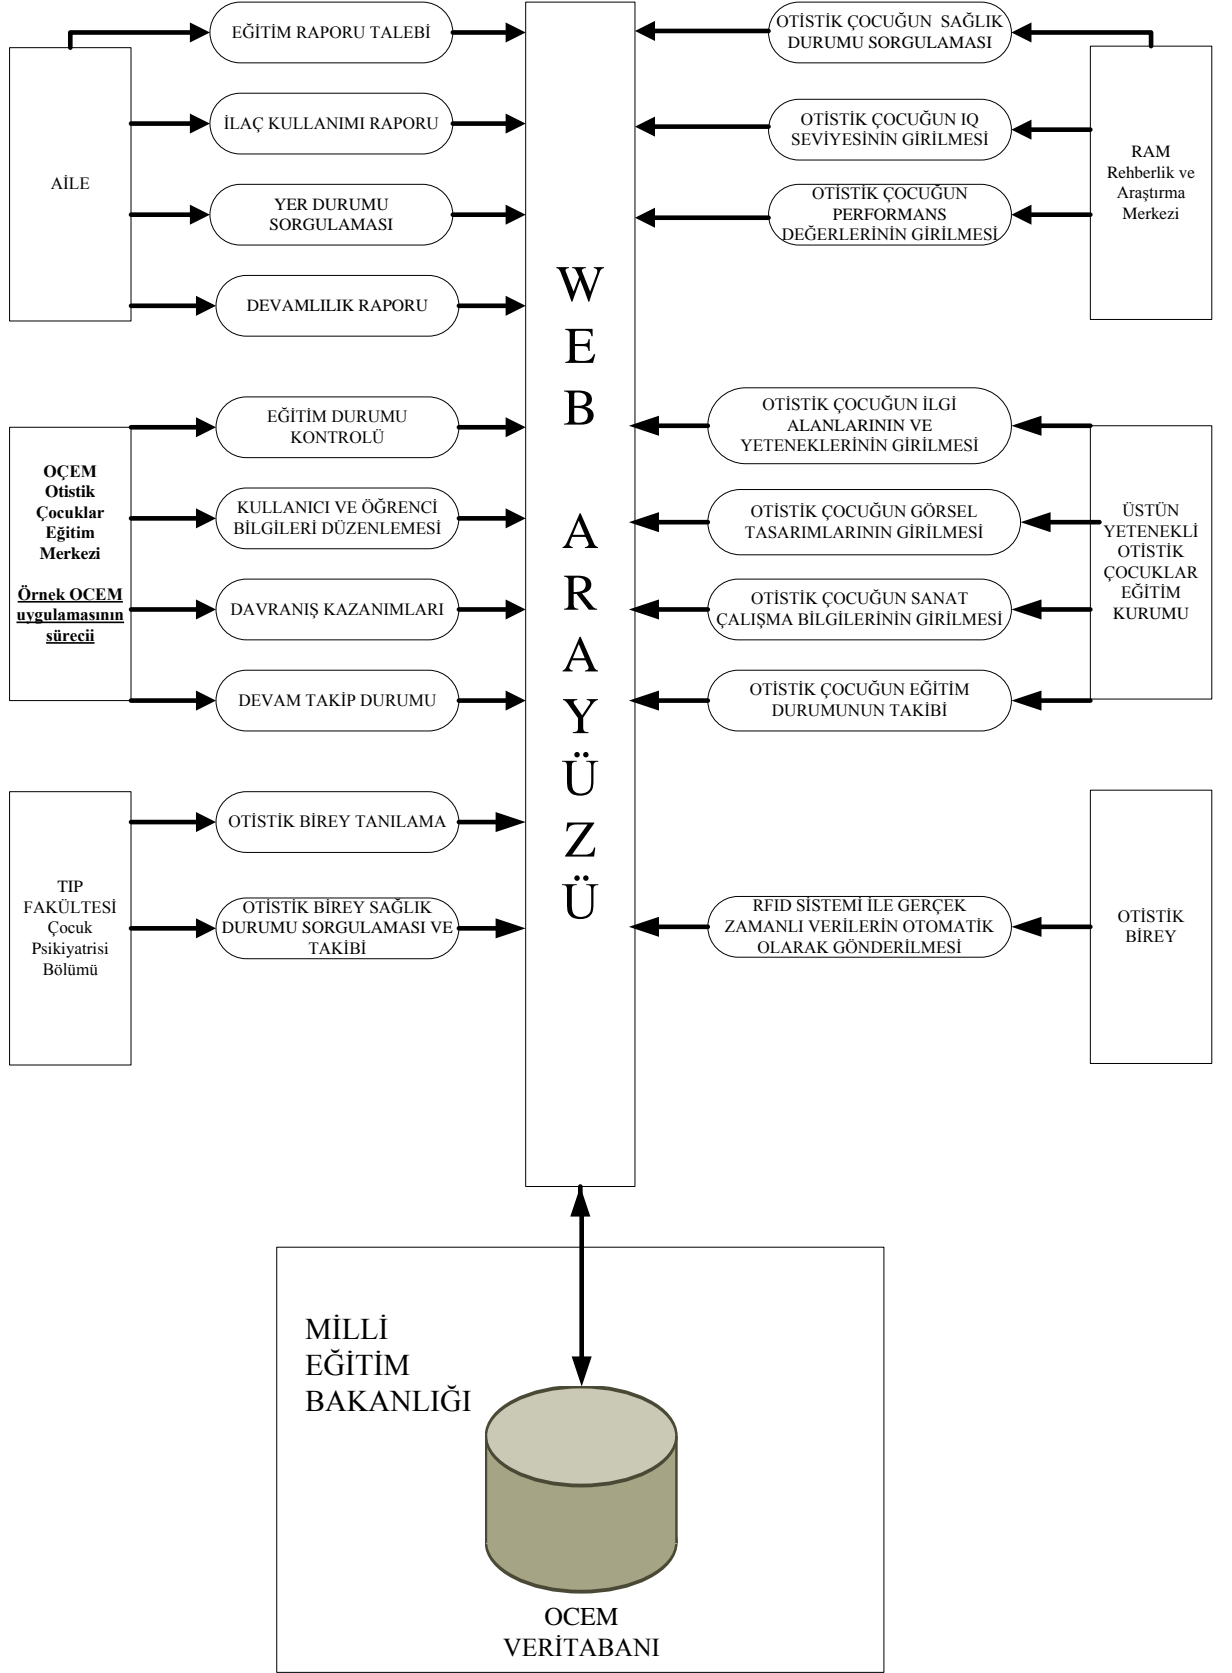 EĞİTİM RAPORU TALEBİ
İLAÇ KULLANIMI RAPORU
AİLE
YER DURUMU
SORGULAMASI
DEVAMLILIK RAPORU
EĞİTİM DURUMU
KONTROLÜ
OÇEM
Otistik
Çocuklar
Eğitim
Merkezi
Örnek OCEM
uygulamasının
sürecii
KULLANICI VE ÖĞRENCİ
BİLGİLERİ DÜZENLEMESİ
DAVRANIŞ KAZANIMLARI
DEVAM TAKİP DURUMU
OTİSTİK BİREY TANILAMA
TIP
FAKÜLTESİ
Çocuk
Psikiyatrisi
Bölümü
OTİSTİK BİREY SAĞLIK
DURUMU SORGULAMASI VE
TAKİBİ
W
E
B
A
R
A
Y
Ü
Z
Ü
OTİSTİK ÇOCUĞUN SAĞLIK
DURUMU SORGULAMASI
OTİSTİK ÇOCUĞUN IQ
SEVİYESİNİN GİRİLMESİ
OTİSTİK ÇOCUĞUN
PERFORMANS
DEĞERLERİNİN GİRİLMESİ
RAM
Rehberlik ve
Araştırma
Merkezi
OTİSTİK ÇOCUĞUN İLGİ
ALANLARININ VE
YETENEKLERİNİN GİRİLMESİ
OTİSTİK ÇOCUĞUN GÖRSEL
TASARIMLARININ GİRİLMESİ
OTİSTİK ÇOCUĞUN SANAT
ÇALIŞMA BİLGİLERİNİN GİRİLMESİ
OTİSTİK ÇOCUĞUN EĞİTİM
DURUMUNUN TAKİBİ
ÜSTÜN
YETENEKLİ
OTİSTİK
ÇOCUKLAR
EĞİTİM
KURUMU
RFID SİSTEMİ İLE GERÇEK
ZAMANLI VERİLERİN OTOMATİK
OLARAK GÖNDERİLMESİ
OTİSTİK
BİREY
MİLLİ
EĞİTİM
BAKANLIĞI
OCEM
VERİTABANI